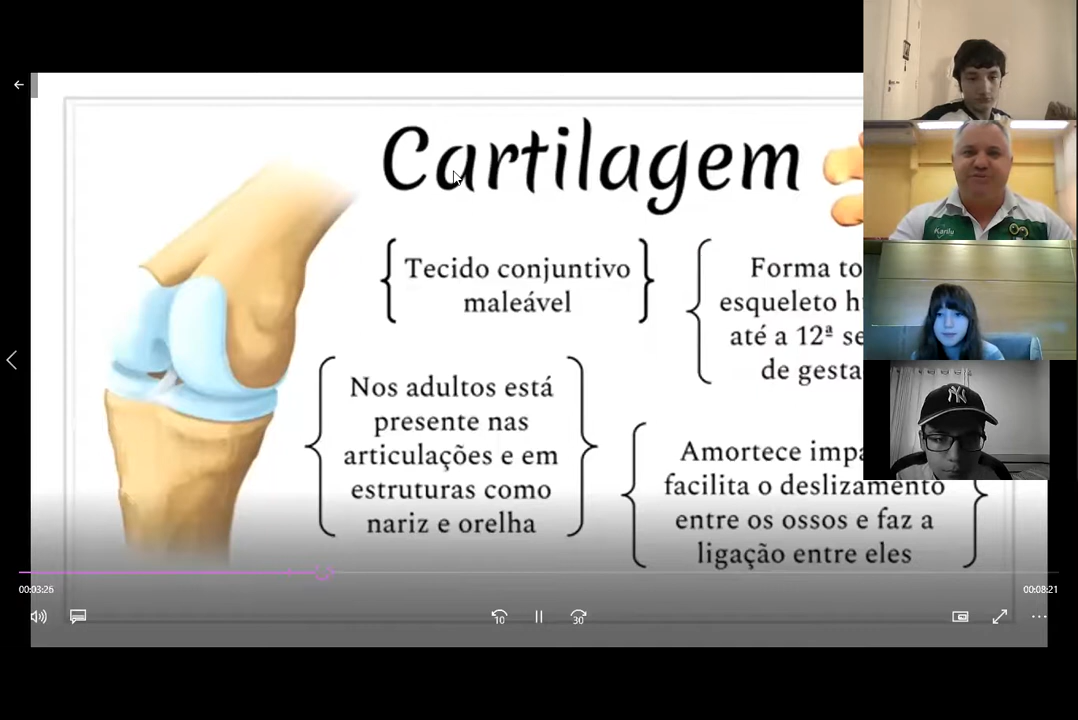 Cartilagem
Tecido conjuntivo
maleável
Forma to
esqueleto h
até a 12ª se
de gesta
Nos adultos está
presente nas
articulações e em
estruturas como
nariz e orelha
Amortece impa
facilita o deslizamento
entre os ossos e faz a
ligação entre eles
00:03:26
00:08:21
10
30
Karilu
NY